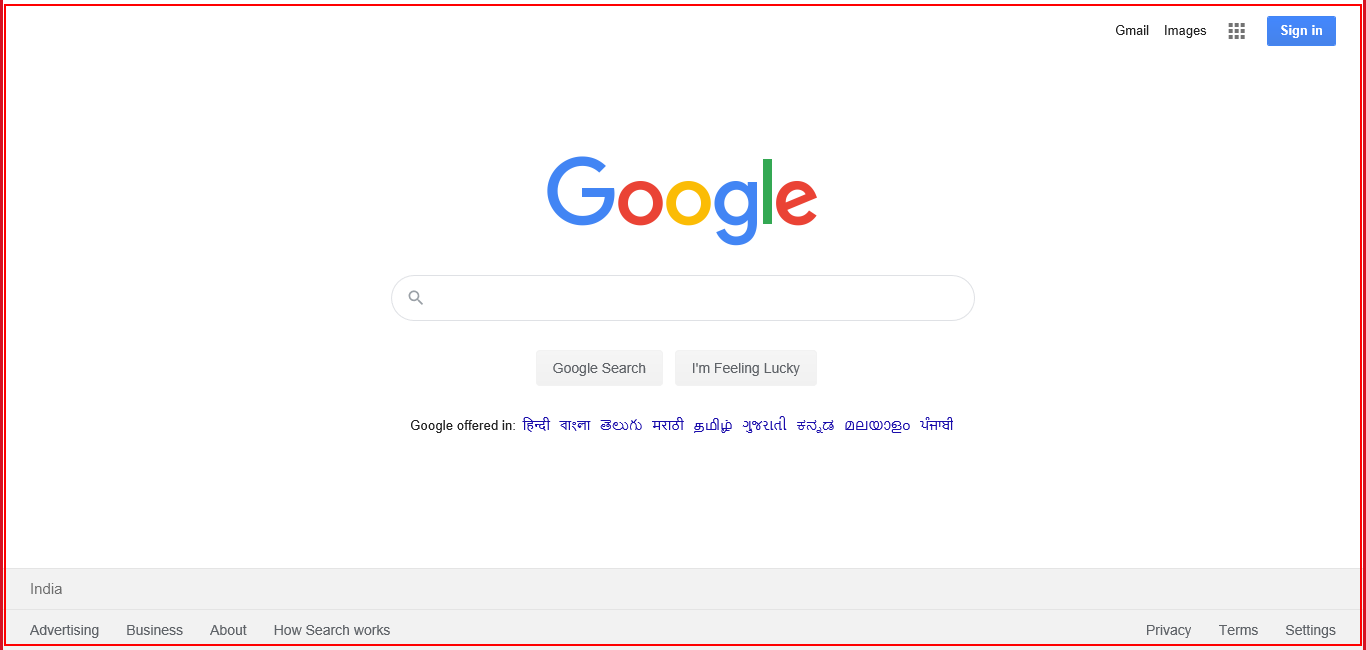 Gmail Images Sign in
Google
Google Search I'm Feeling Lucky
Google offered in: हिन्दी বাংলা తెలుగు मराठी தமிழ் ગુજરાતી ಕನ್ನಡ മലയാളം ਪੰਜਾਬੀ
India
Advertising Business About How Search works Privacy Terms Settings